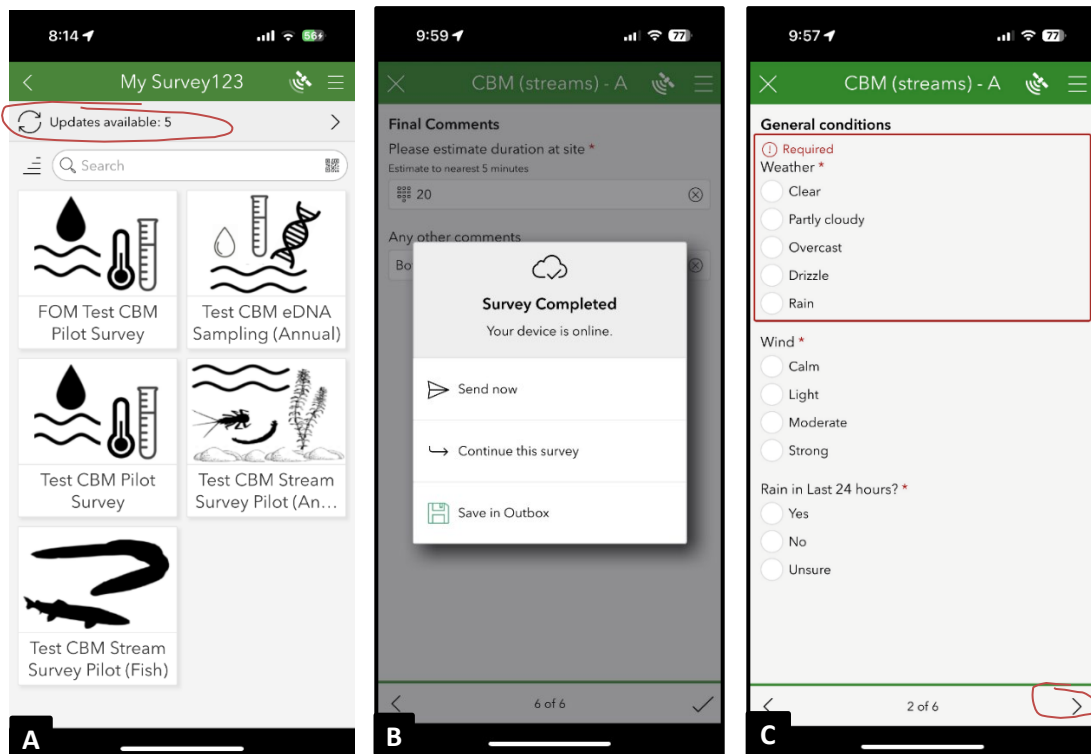 8:14
56
My Survey123
Updates available: 5
Search
FOM Test CBM
Pilot Survey
Test CBM eDNA
Sampling (Annual)
Test CBM Pilot
Survey
Test CBM Stream
Survey Pilot (An...
Test CBM Stream
Survey Pilot (Fish)
A
9:59
77
CBM (streams) - A
Final Comments
Please estimate duration at site *
Estimate to nearest 5 minutes
20
Any other comments
Bo
Survey Completed
Your device is online.
Send now
Continue this survey
Save in Outbox
6 of 6
B
9:57
77
CBM (streams) - A
General conditions
Required
Weather *
Clear
Partly cloudy
Overcast
Drizzle
Rain
Wind *
Calm
Light
Moderate
Strong
Rain in Last 24 hours? *
Yes
No
Unsure
2 of 6
C